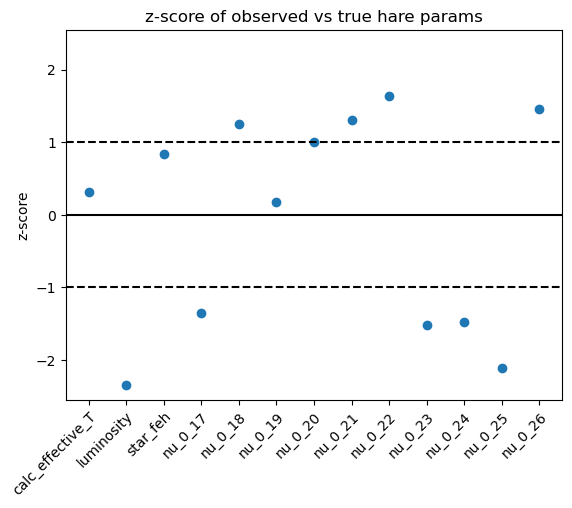 z-score of observed vs true hare params
z-score
2
1
0
−1
−2
calc_effective_T
luminosity
star_feh
nu_0_17
nu_0_18
nu_0_19
nu_0_20
nu_0_21
nu_0_22
nu_0_23
nu_0_24
nu_0_25
nu_0_26